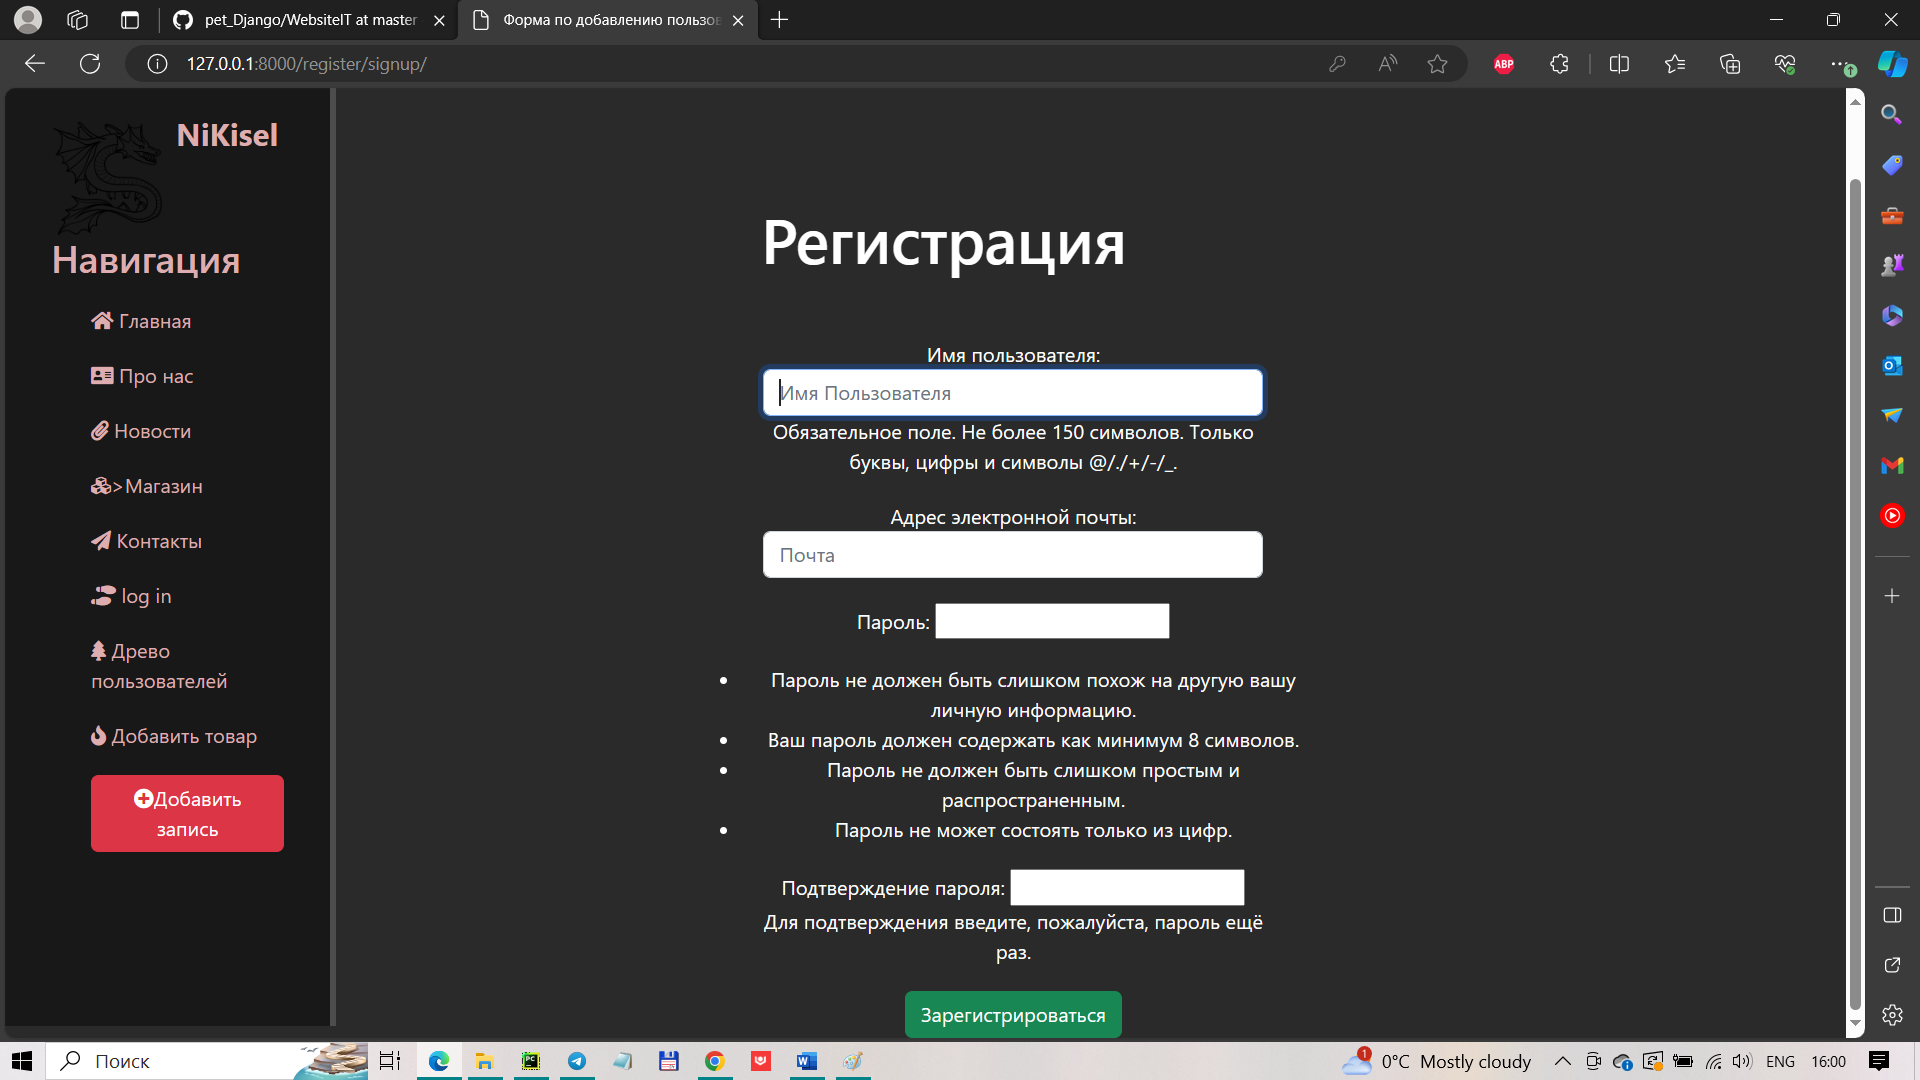 pet_Django/WebsiteIT at master
Форма по добавлению пользов
127.0.0.1:8000/register/signup/
ABP
NiKisel
Навигация
Главная
Про нас
Новости
>Магазин
Контакты
log in
Древо
пользователей
Добавить товар
Добавить
запись
Регистрация
Имя пользователя:
Имя Пользователя
Обязательное поле. Не более 150 символов. Только
буквы, цифры и символы @/./+/-/_.
Адрес электронной почты:
Почта
Пароль:
Пароль не должен быть слишком похож на другую вашу
личную информацию.
Ваш пароль должен содержать как минимум 8 символов.
Пароль не должен быть слишком простым и
распространенным.
Пароль не может состоять только из цифр.
Подтверждение пароля:
Для подтверждения введите, пожалуйста, пароль ещё
раз.
Зарегистрироваться
Поиск
1
0°C Mostly cloudy
ENG
16:00